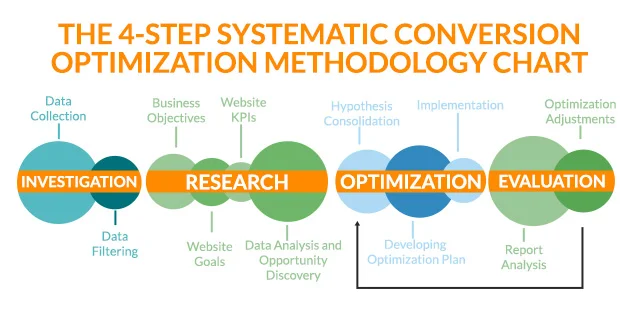 THE 4-STEP SYSTEMATIC CONVERSION
OPTIMIZATION METHODOLOGY CHART
Data
Collection
INVESTIGATION
Data
Filtering
Business
Objectives
Website
KPIs
RESEARCH
Website
Goals
Data Analysis and
Opportunity
Discovery
Hypothesis
Consolidation
Implementation
OPTIMIZATION
Developing
Optimization Plan
Optimization
Adjustments
EVALUATION
Report
Analysis